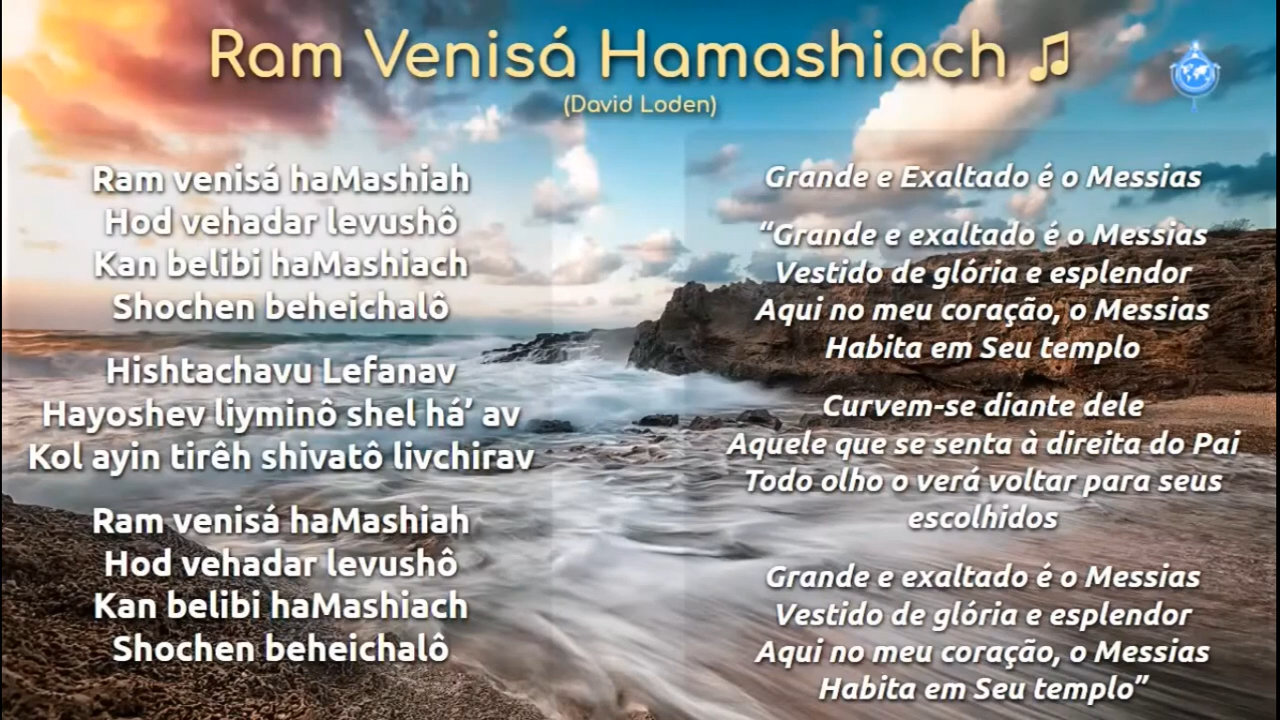 Ram Venisá Hamashiach ♫
(David Loden)
Ram venisá haMashiah
Hod vehadar levushô
Kan belibi haMashiach
Shochen beheichalô
Hishtachavu Lefanav
Hayoshev liyminô shel há’ av
Kol ayin tirêh shivatô livchirav
Ram venisá haMashiah
Hod vehadar levushô
Kan belibi haMashiach
Shochen beheichalô
Grande e Exaltado é o Messias
“Grande e exaltado é o Messias
Vestido de glória e esplendor
Aqui no meu coração, o Messias
Habita em Seu templo
Curvem-se diante dele
Aquele que se senta à direita do Pai
Todo olho o verá voltar para seus
escolhidos
Grande e exaltado é o Messias
Vestido de glória e esplendor
Aqui no meu coração, o Messias
Habita em Seu templo”